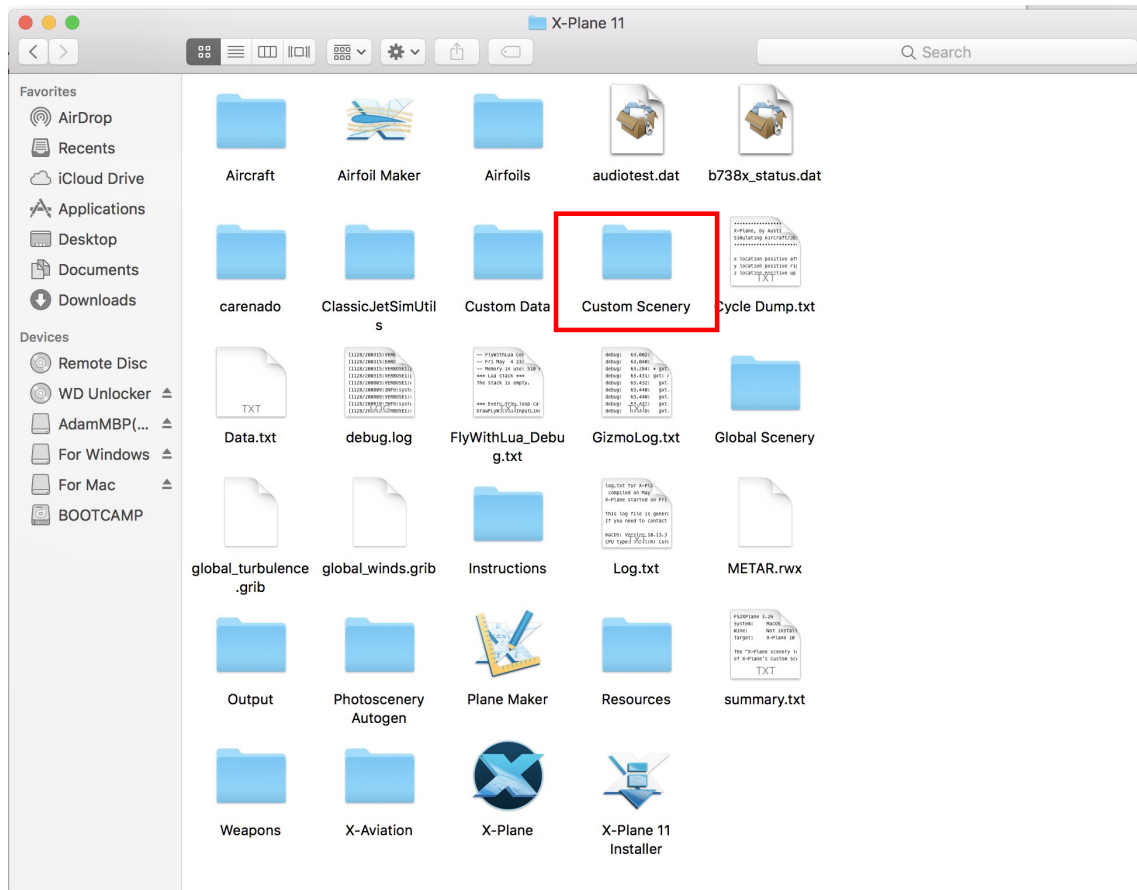 X-Plane 11
Search
Favorites
AirDrop
Recents
iCloud Drive
Applications
Desktop
Documents
Downloads
Devices
Remote Disc
WD Unlocker
AdamMBP(...
For Windows
For Mac
BOOTCAMP
Aircraft
Airfoil Maker
Airfoils
audiotest.dat
b738x_status.dat
carenado
ClassicJetSimUtil
s
Custom Data
Custom Scenery
Cycle Dump.txt
TXT
Data.txt
debug.log
FlyWithLua_Debu
g.txt
GizmoLog.txt
Global Scenery
global_turbulence
.grib
global_winds.grib
Instructions
Log.txt
METAR.rwx
Output
Photoscenery
Autogen
Plane Maker
Resources
TXT
summary.txt
Weapons
X-Aviation
X-Plane
X-Plane 11
Installer